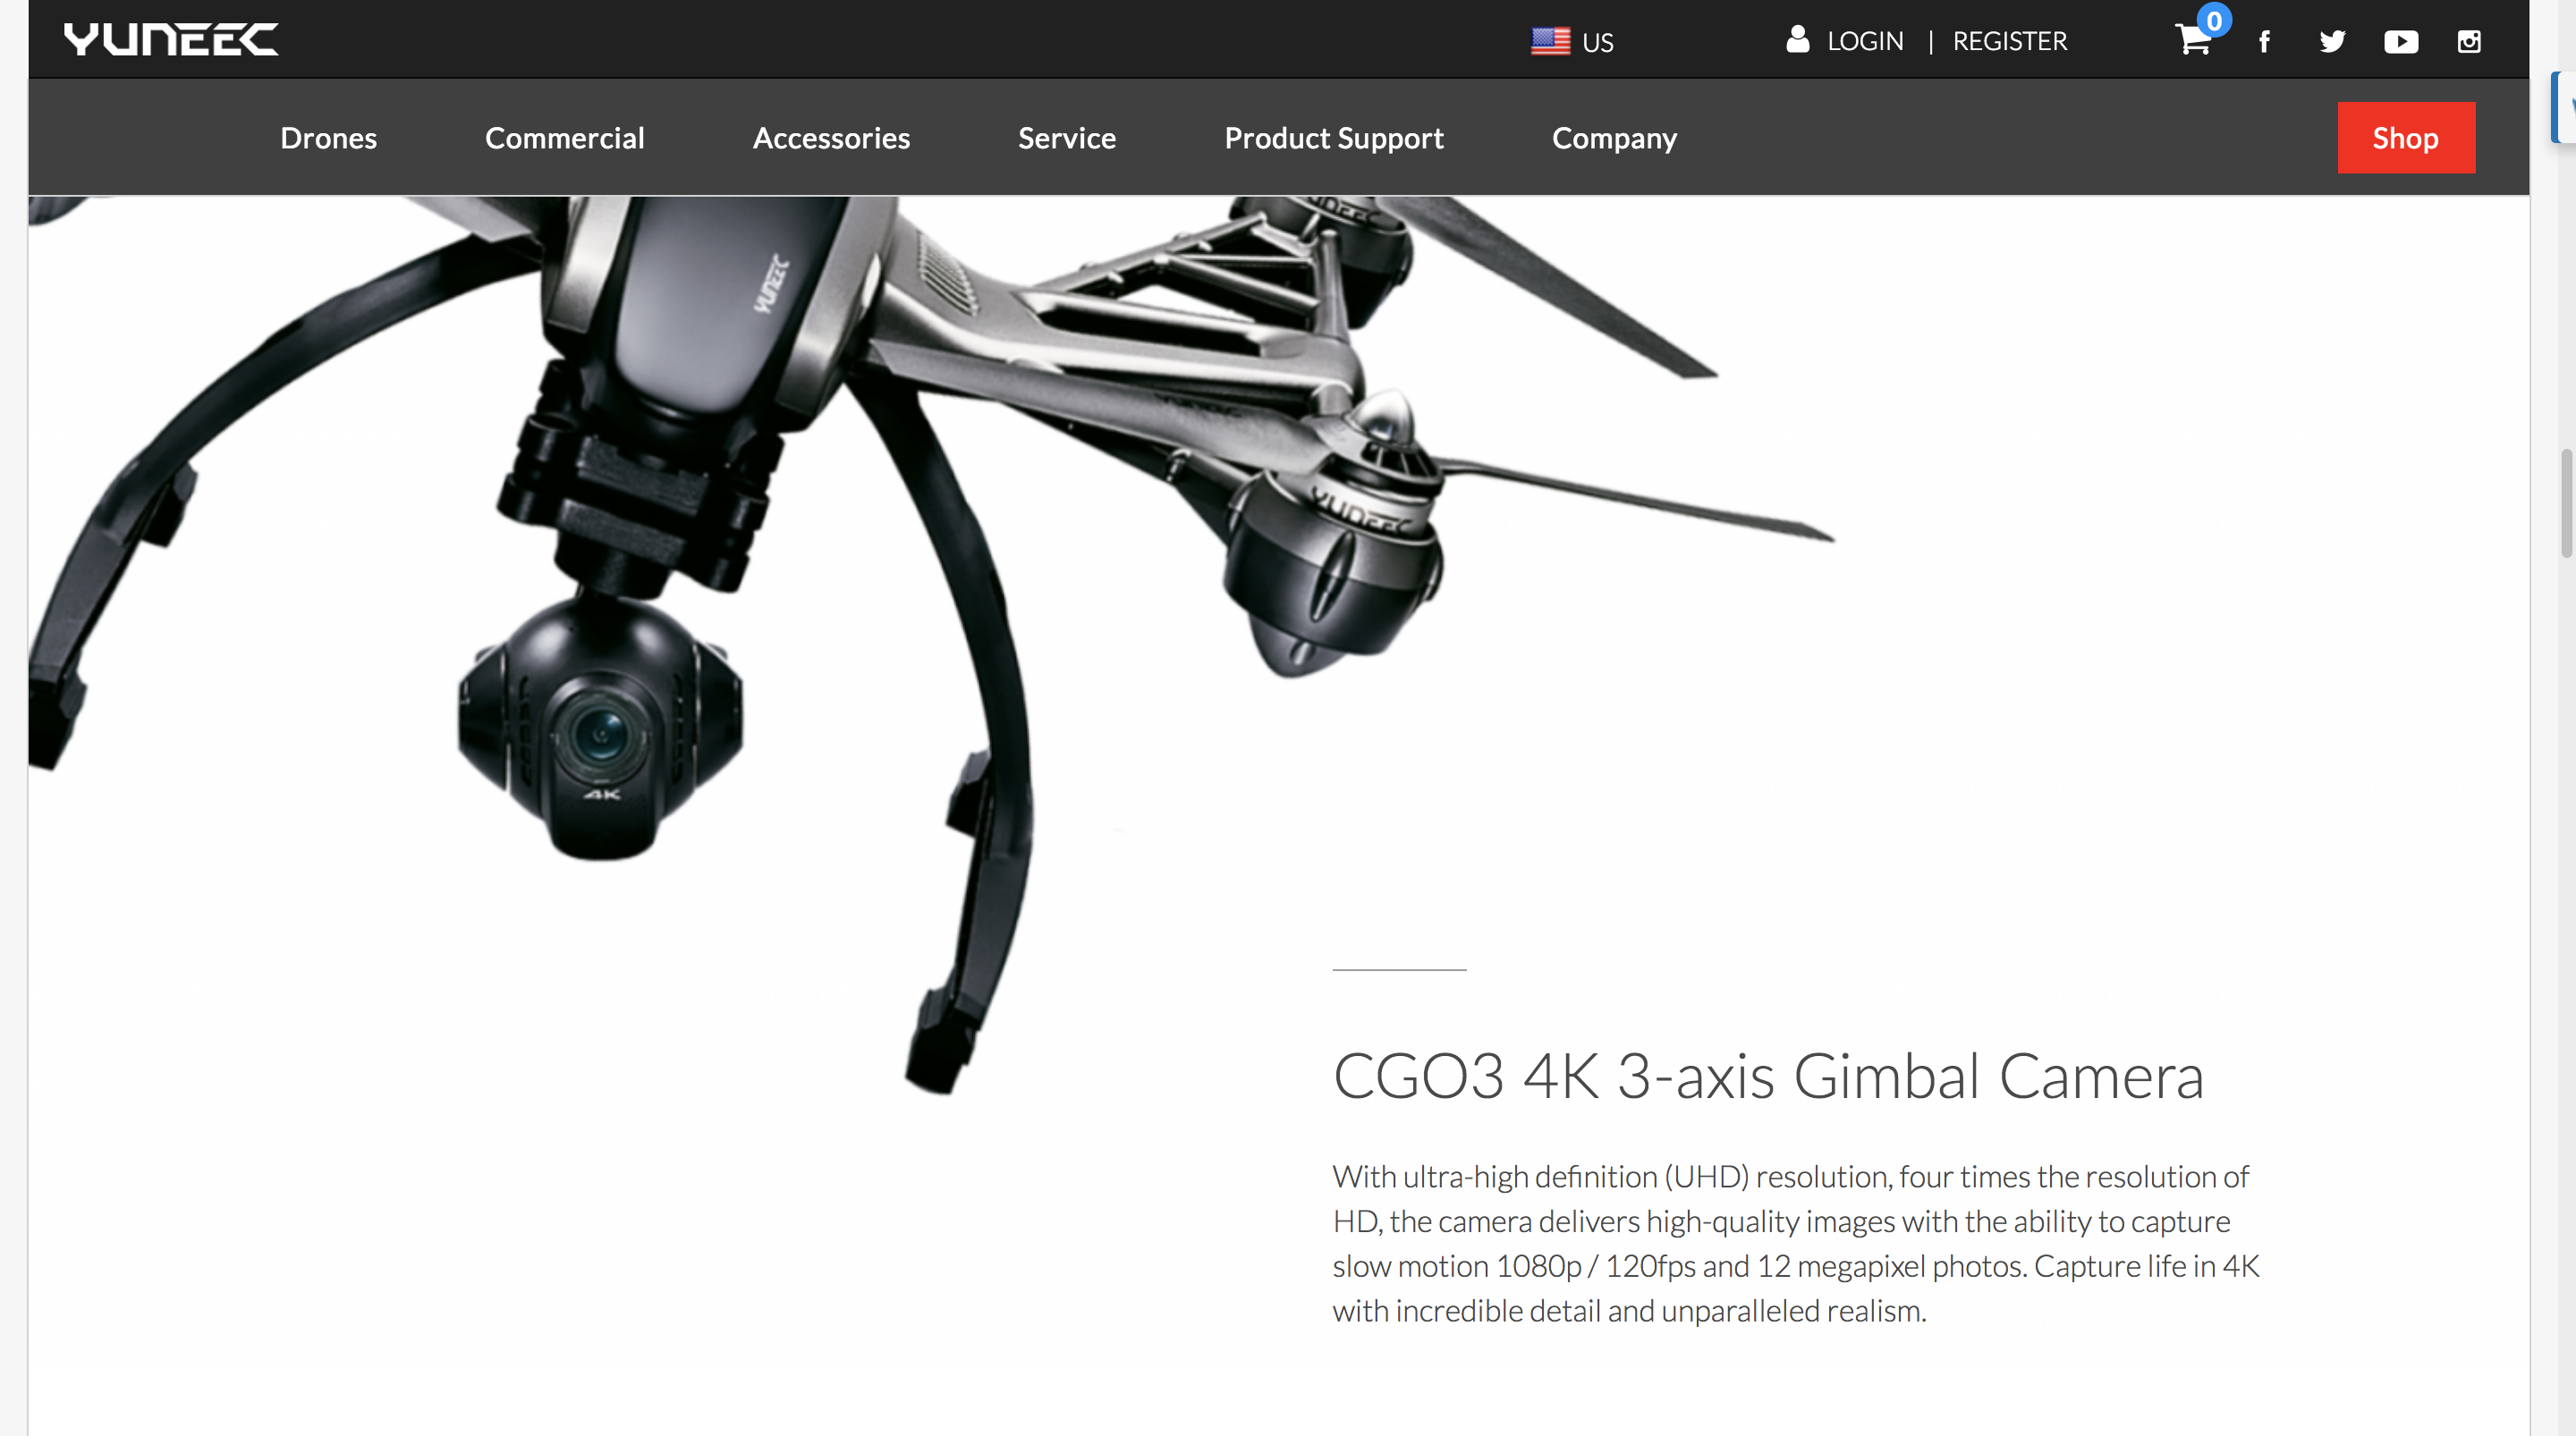 YUNEEC
US
LOGIN | REGISTER
0
Drones
Commercial
Accessories
Service
Product Support
Company
Shop
YUNEEC
YUNEEC
YUNEEC
4K
CGO3 4K 3-axis Gimbal Camera
With ultra-high definition (UHD) resolution, four times the resolution of
HD, the camera delivers high-quality images with the ability to capture
slow motion 1080p / 120fps and 12 megapixel photos. Capture life in 4K
with incredible detail and unparalleled realism.